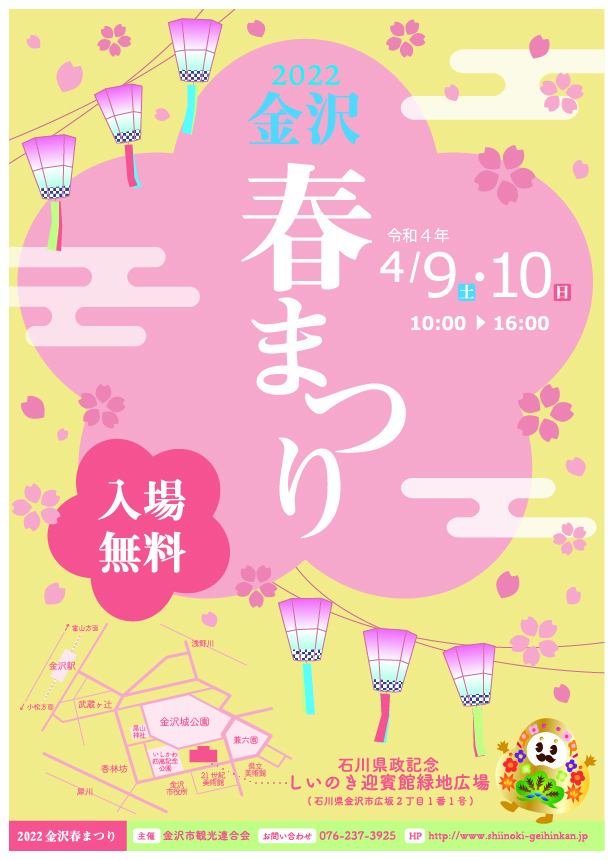 2022
金沢
春まつり
令和４年
4/9土・10日
10:00 ▶ 16:00
入場
無料
富山方面
金沢駅
小松方面
武蔵ヶ辻
浅野川
金沢城公園
尾山
神社
兼六園
いしかわ
四高記念
公園
香林坊
金沢
市役所
21世紀
美術館
県立
美術館
犀川
石川県政記念
しいのき迎賓館緑地広場
(石川県金沢市広坂２丁目１番１号)
2022 金沢春まつり
主催 金沢市観光連合会 お問い合わせ 076-237-3925 HP http://www.shiinoki-geihinkan.jp